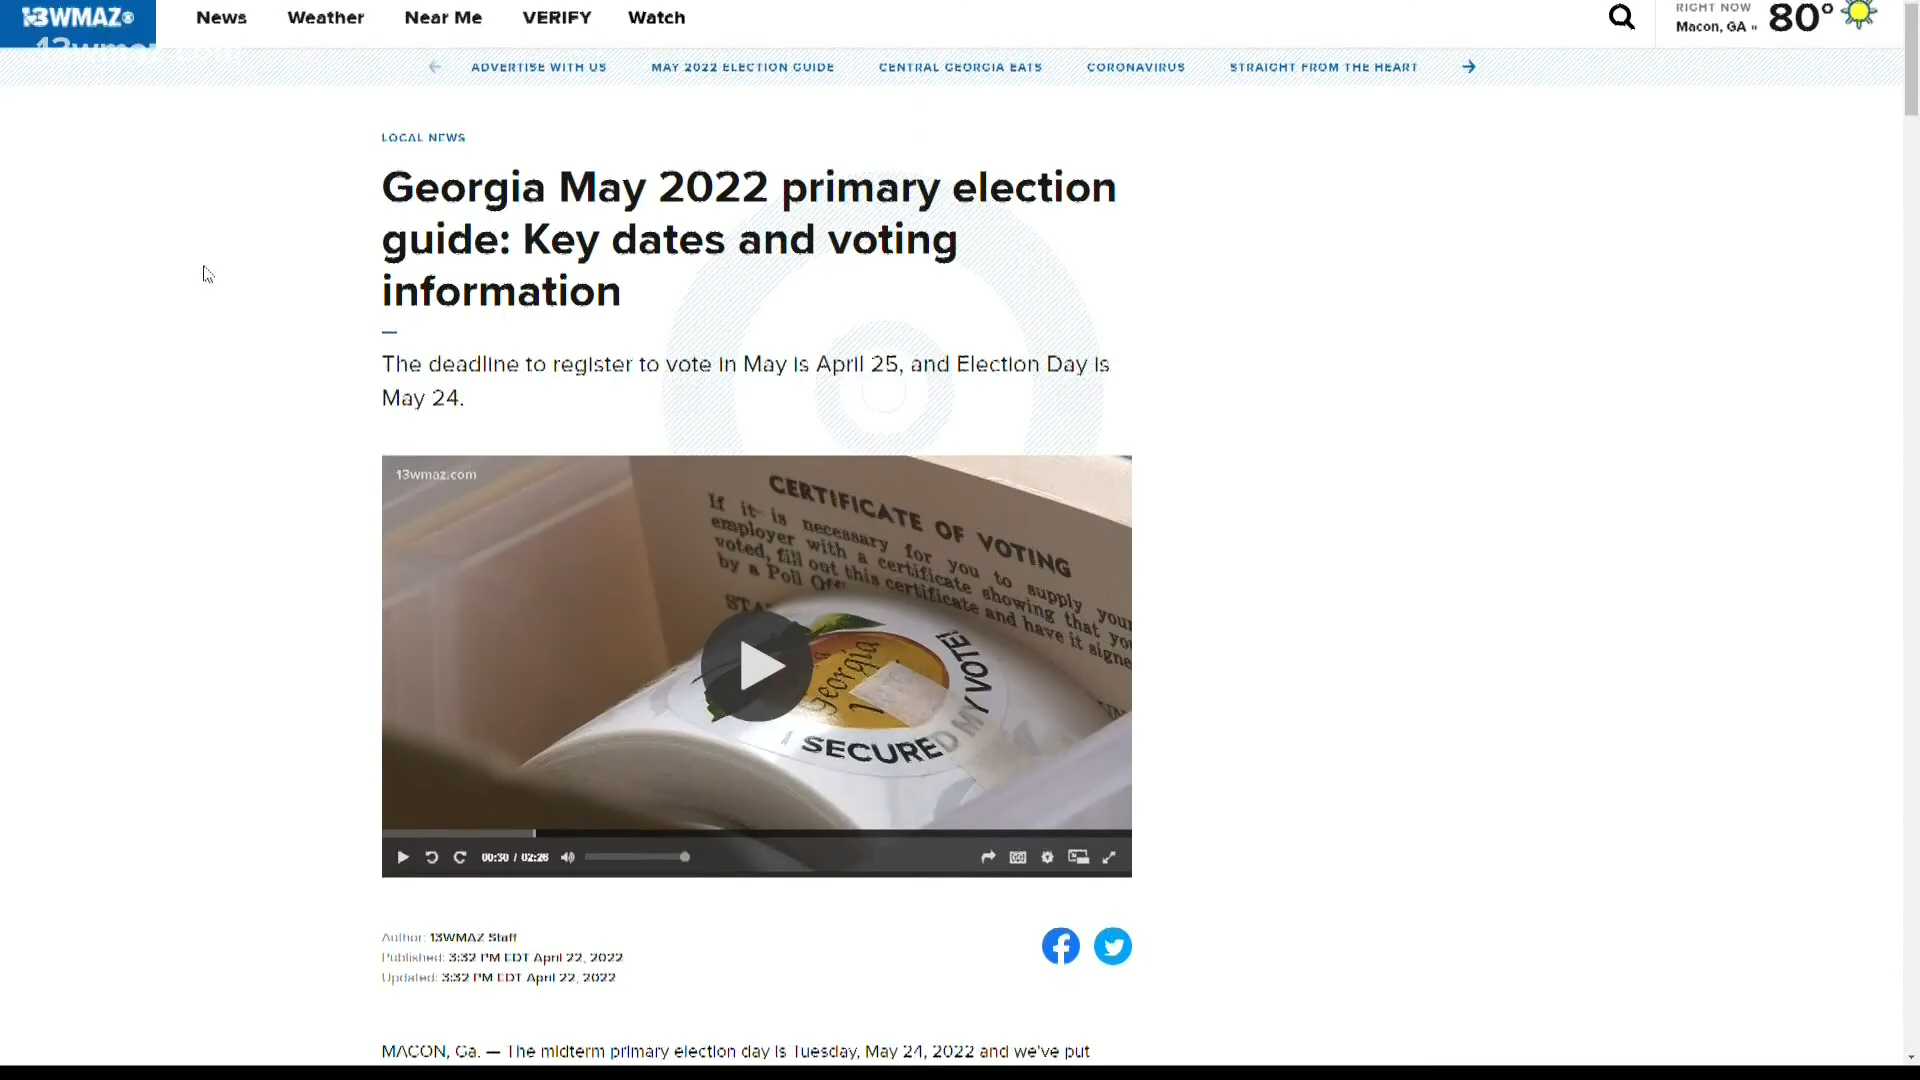 13WMAZ
News
Weather
Near Me
VERIFY
Watch
RIGHT NOW
Macon, GA »
80°
ADVERTISE WITH US
MAY 2022 ELECTION GUIDE
CENTRAL GEORGIA EATS
CORONAVIRUS
STRAIGHT FROM THE HEART
LOCAL NEWS
Georgia May 2022 primary election
guide: Key dates and voting
information
The deadline to register to vote in May is April 25, and Election Day is
May 24.
13wmaz.com
CERTIFICATE OF VOTING
If it is necessary for you to supply your
employer with a certificate showing that you
voted, fill out this certificate and have it signe
by a Poll Off
STA
Georgia
SECURED MY VOTE!
00:30 / 02:26
Author: 13WMAZ Staff
Published: 3:32 PM EDT April 22, 2022
Updated: 3:32 PM EDT April 22, 2022
MACON, Ga. — The midterm primary election day is Tuesday, May 24, 2022 and we've put